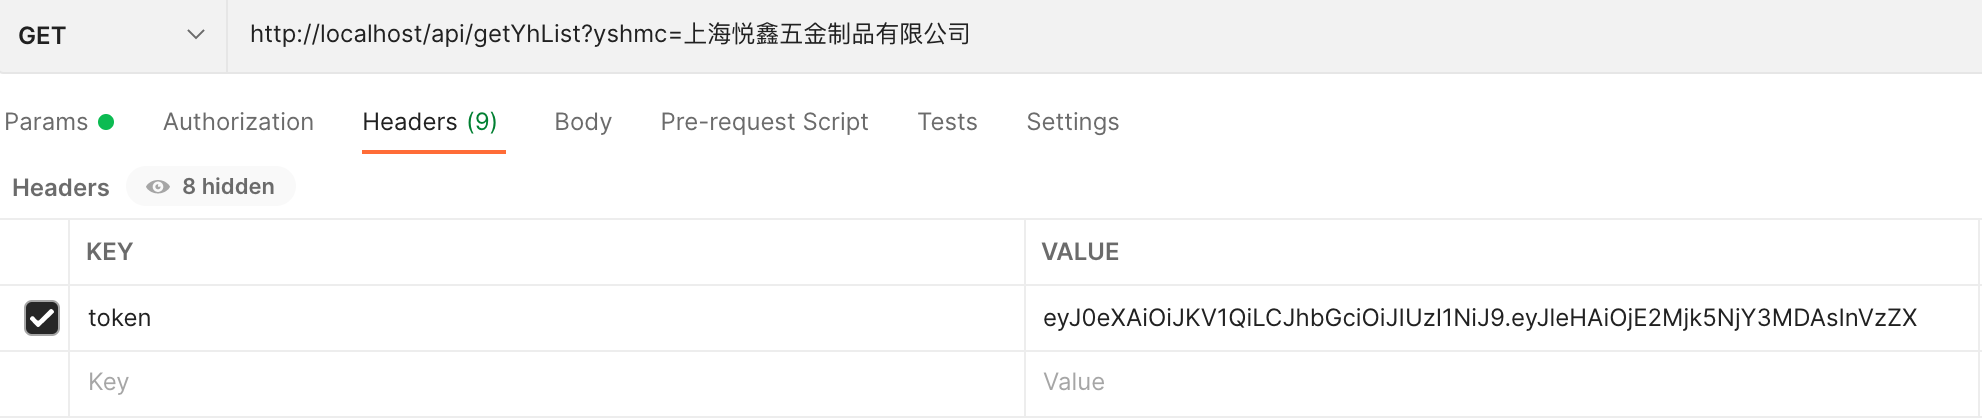 GET http://localhost/api/getYhList?yshmc=上海悦鑫五金制品有限公司
Params Authorization Headers (9) Body Pre-request Script Tests Settings
Headers 8 hidden
KEY VALUE
token eyJ0eXAiOiJKV1QiLCJhbGciOiJIUzI1NiJ9.eyJleHAiOjE2Mjk5NjY3MDAsInVzZX
Key Value